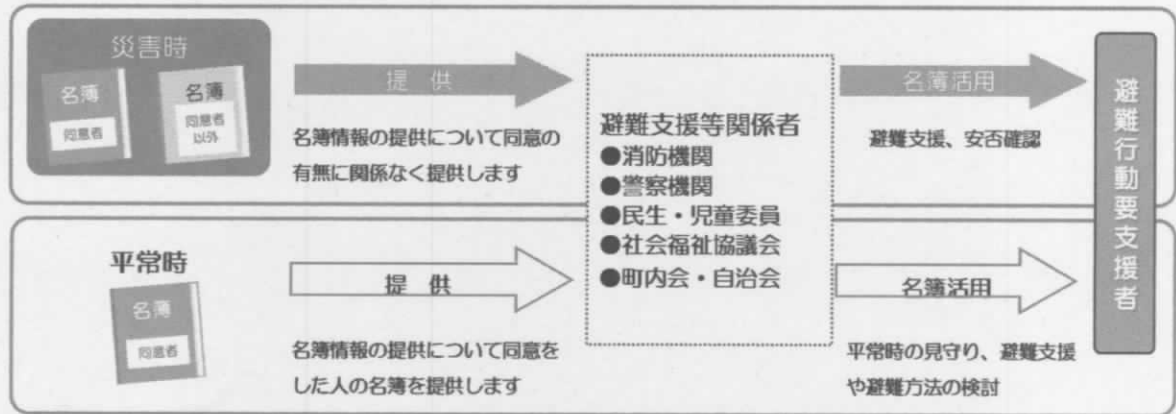 災害時
名簿
同意者
名簿
同意者
以外
提 供
名簿情報の提供について同意の
有無に関係なく提供します
避難支援等関係者
●消防機関
●警察機関
●民生・児童委員
●社会福祉協議会
●町内会・自治会
名簿活用
避難支援、安否確認
避難行動要支援者
平常時
名簿
同意者
提 供
名簿情報の提供について同意を
した人の名簿を提供します
名簿活用
平常時の見守り、避難支援
や避難方法の検討